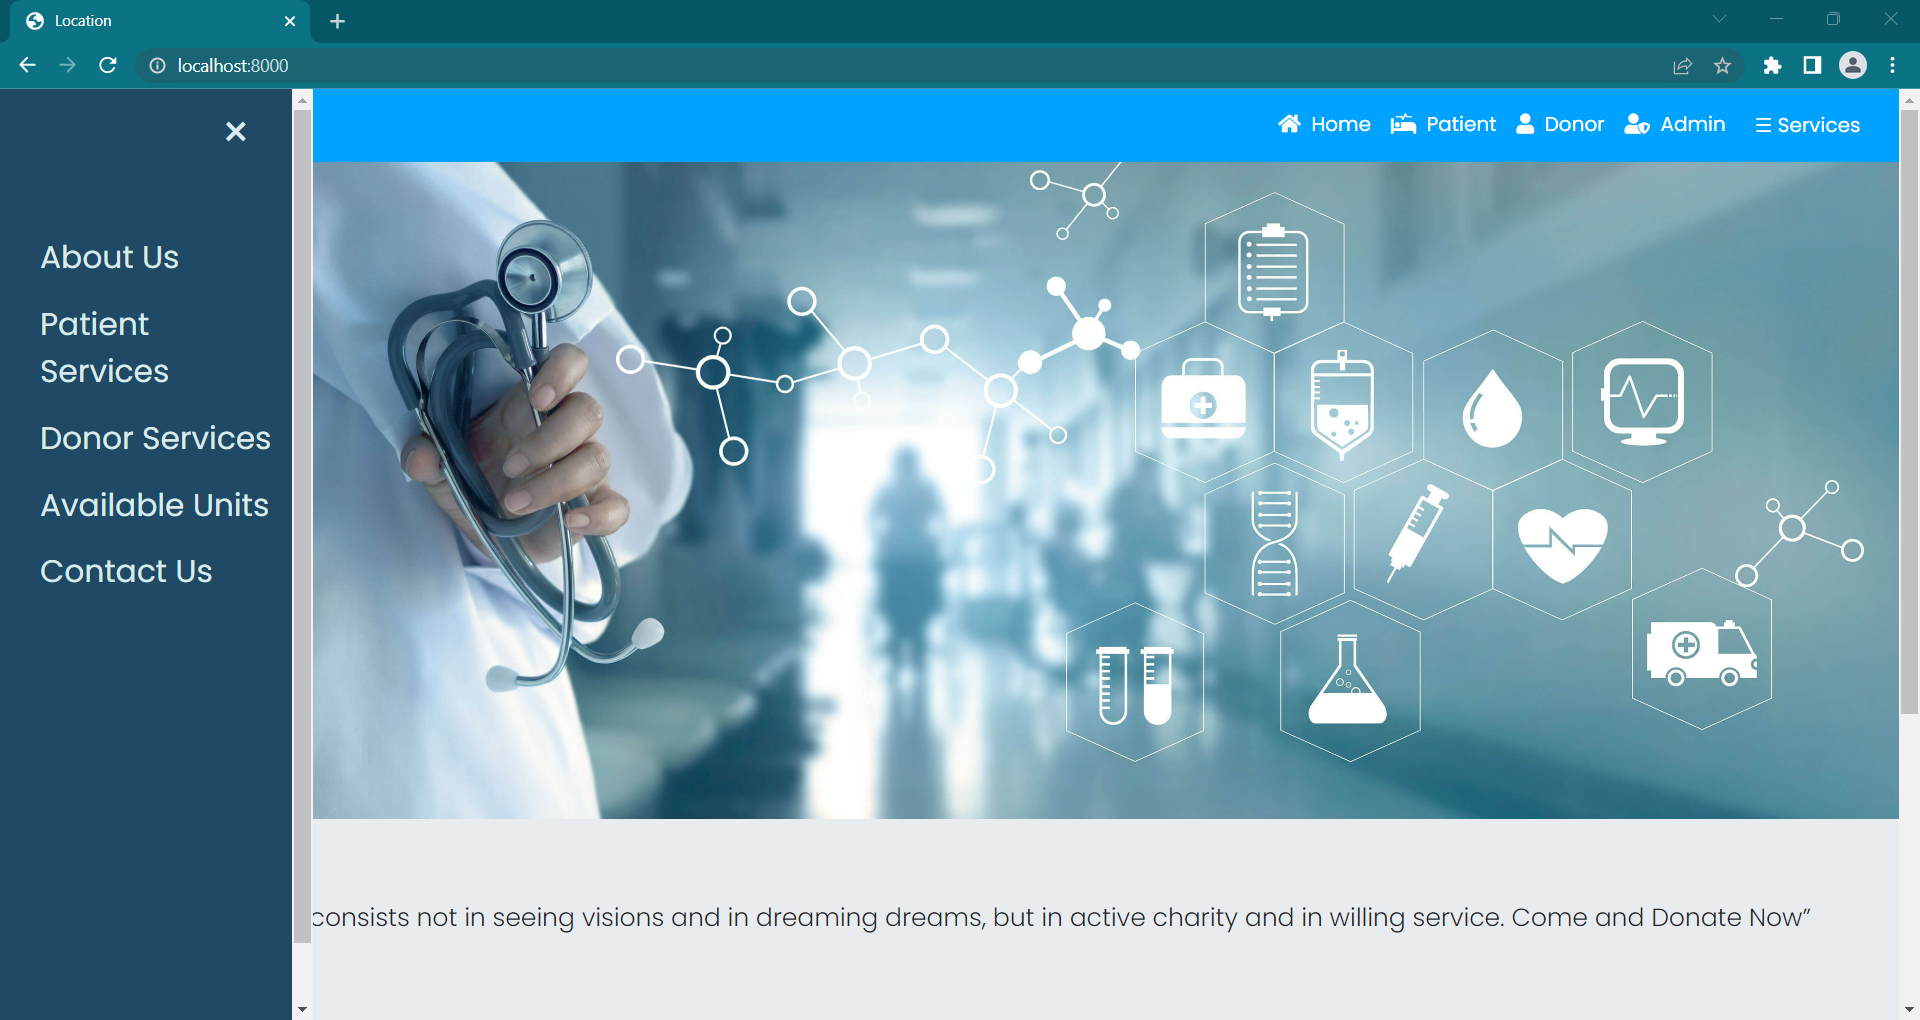 Location
localhost:8000
Home Patient Donor Admin ☰ Services
About Us
Patient
Services
Donor Services
Available Units
Contact Us
consists not in seeing visions and in dreaming dreams, but in active charity and in willing service. Come and Donate Now”